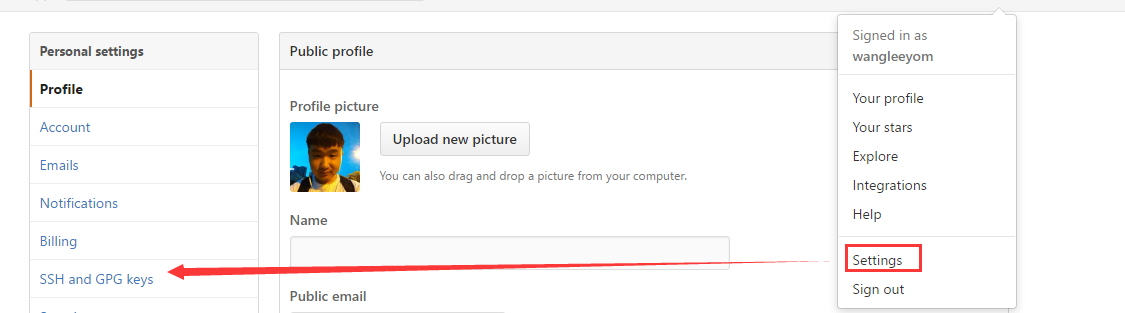 Personal settings
Profile
Account
Emails
Notifications
Billing
SSH and GPG keys
Public profile
Profile picture
Upload new picture
You can also drag and drop a picture from your computer.
Name
Public email
Signed in as
wangleeyom
Your profile
Your stars
Explore
Integrations
Help
Settings
Sign out